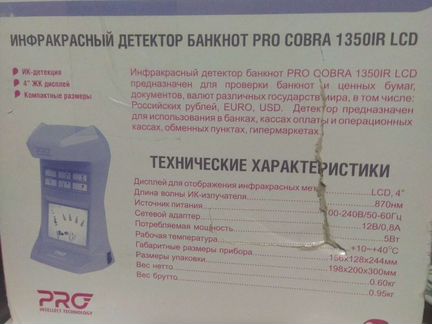 ИНФРАКРАСНЫЙ ДЕТЕКТОР БАНКНОТ PRO COBRA 1350IR LCD
ИК-детекция
4" ЖК дисплей
Компактные размеры
Инфракрасный детектор банкнот PRO COBRA 1350IR LCD
предназначен для проверки банкнот и ценных бумаг,
документов, валют различных государств мира, в том числе:
Российских рублей, EURO, USD. Детектор предназначен
для использования в банках, кассах оплаты и операционных
кассах, обменных пунктах, гипермаркетах.
ТЕХНИЧЕСКИЕ ХАРАКТЕРИСТИКИ
Дисплей для отображения инфракрасных LCD, 4"
Длина волны ИК-излучателя 870нм
Источник питания 00-240В/50-60Гц
Сетевой адаптер 12В/0,8А
Потребляемая мощность 5Вт
Рабочая температура +10~+40°С
Габаритные размеры прибора 156х128х244мм
Размеры упаковки 198х200х300мм
Вес нетто 0.60кг
Вес брутто 0.95кг
PRO
INTELLECT TECHNOLOGY